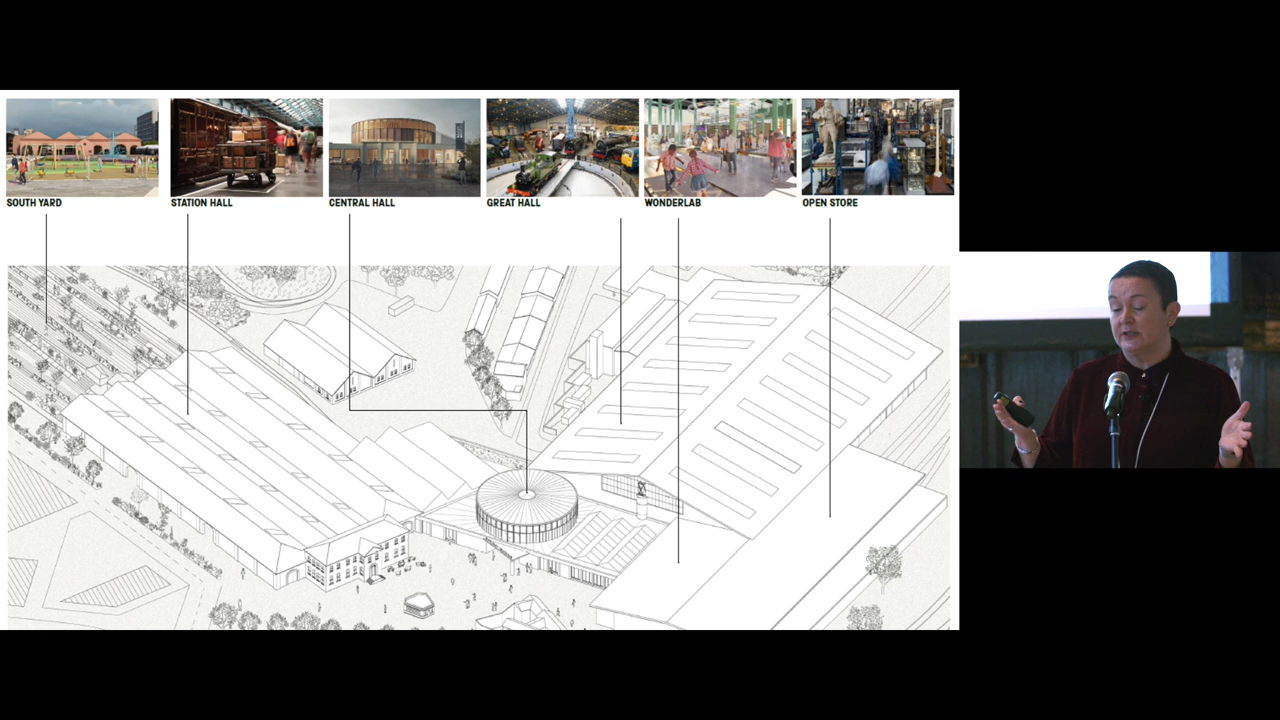 SOUTH YARD
STATION HALL
CENTRAL HALL
GREAT HALL
WONDERLAB
OPEN STORE